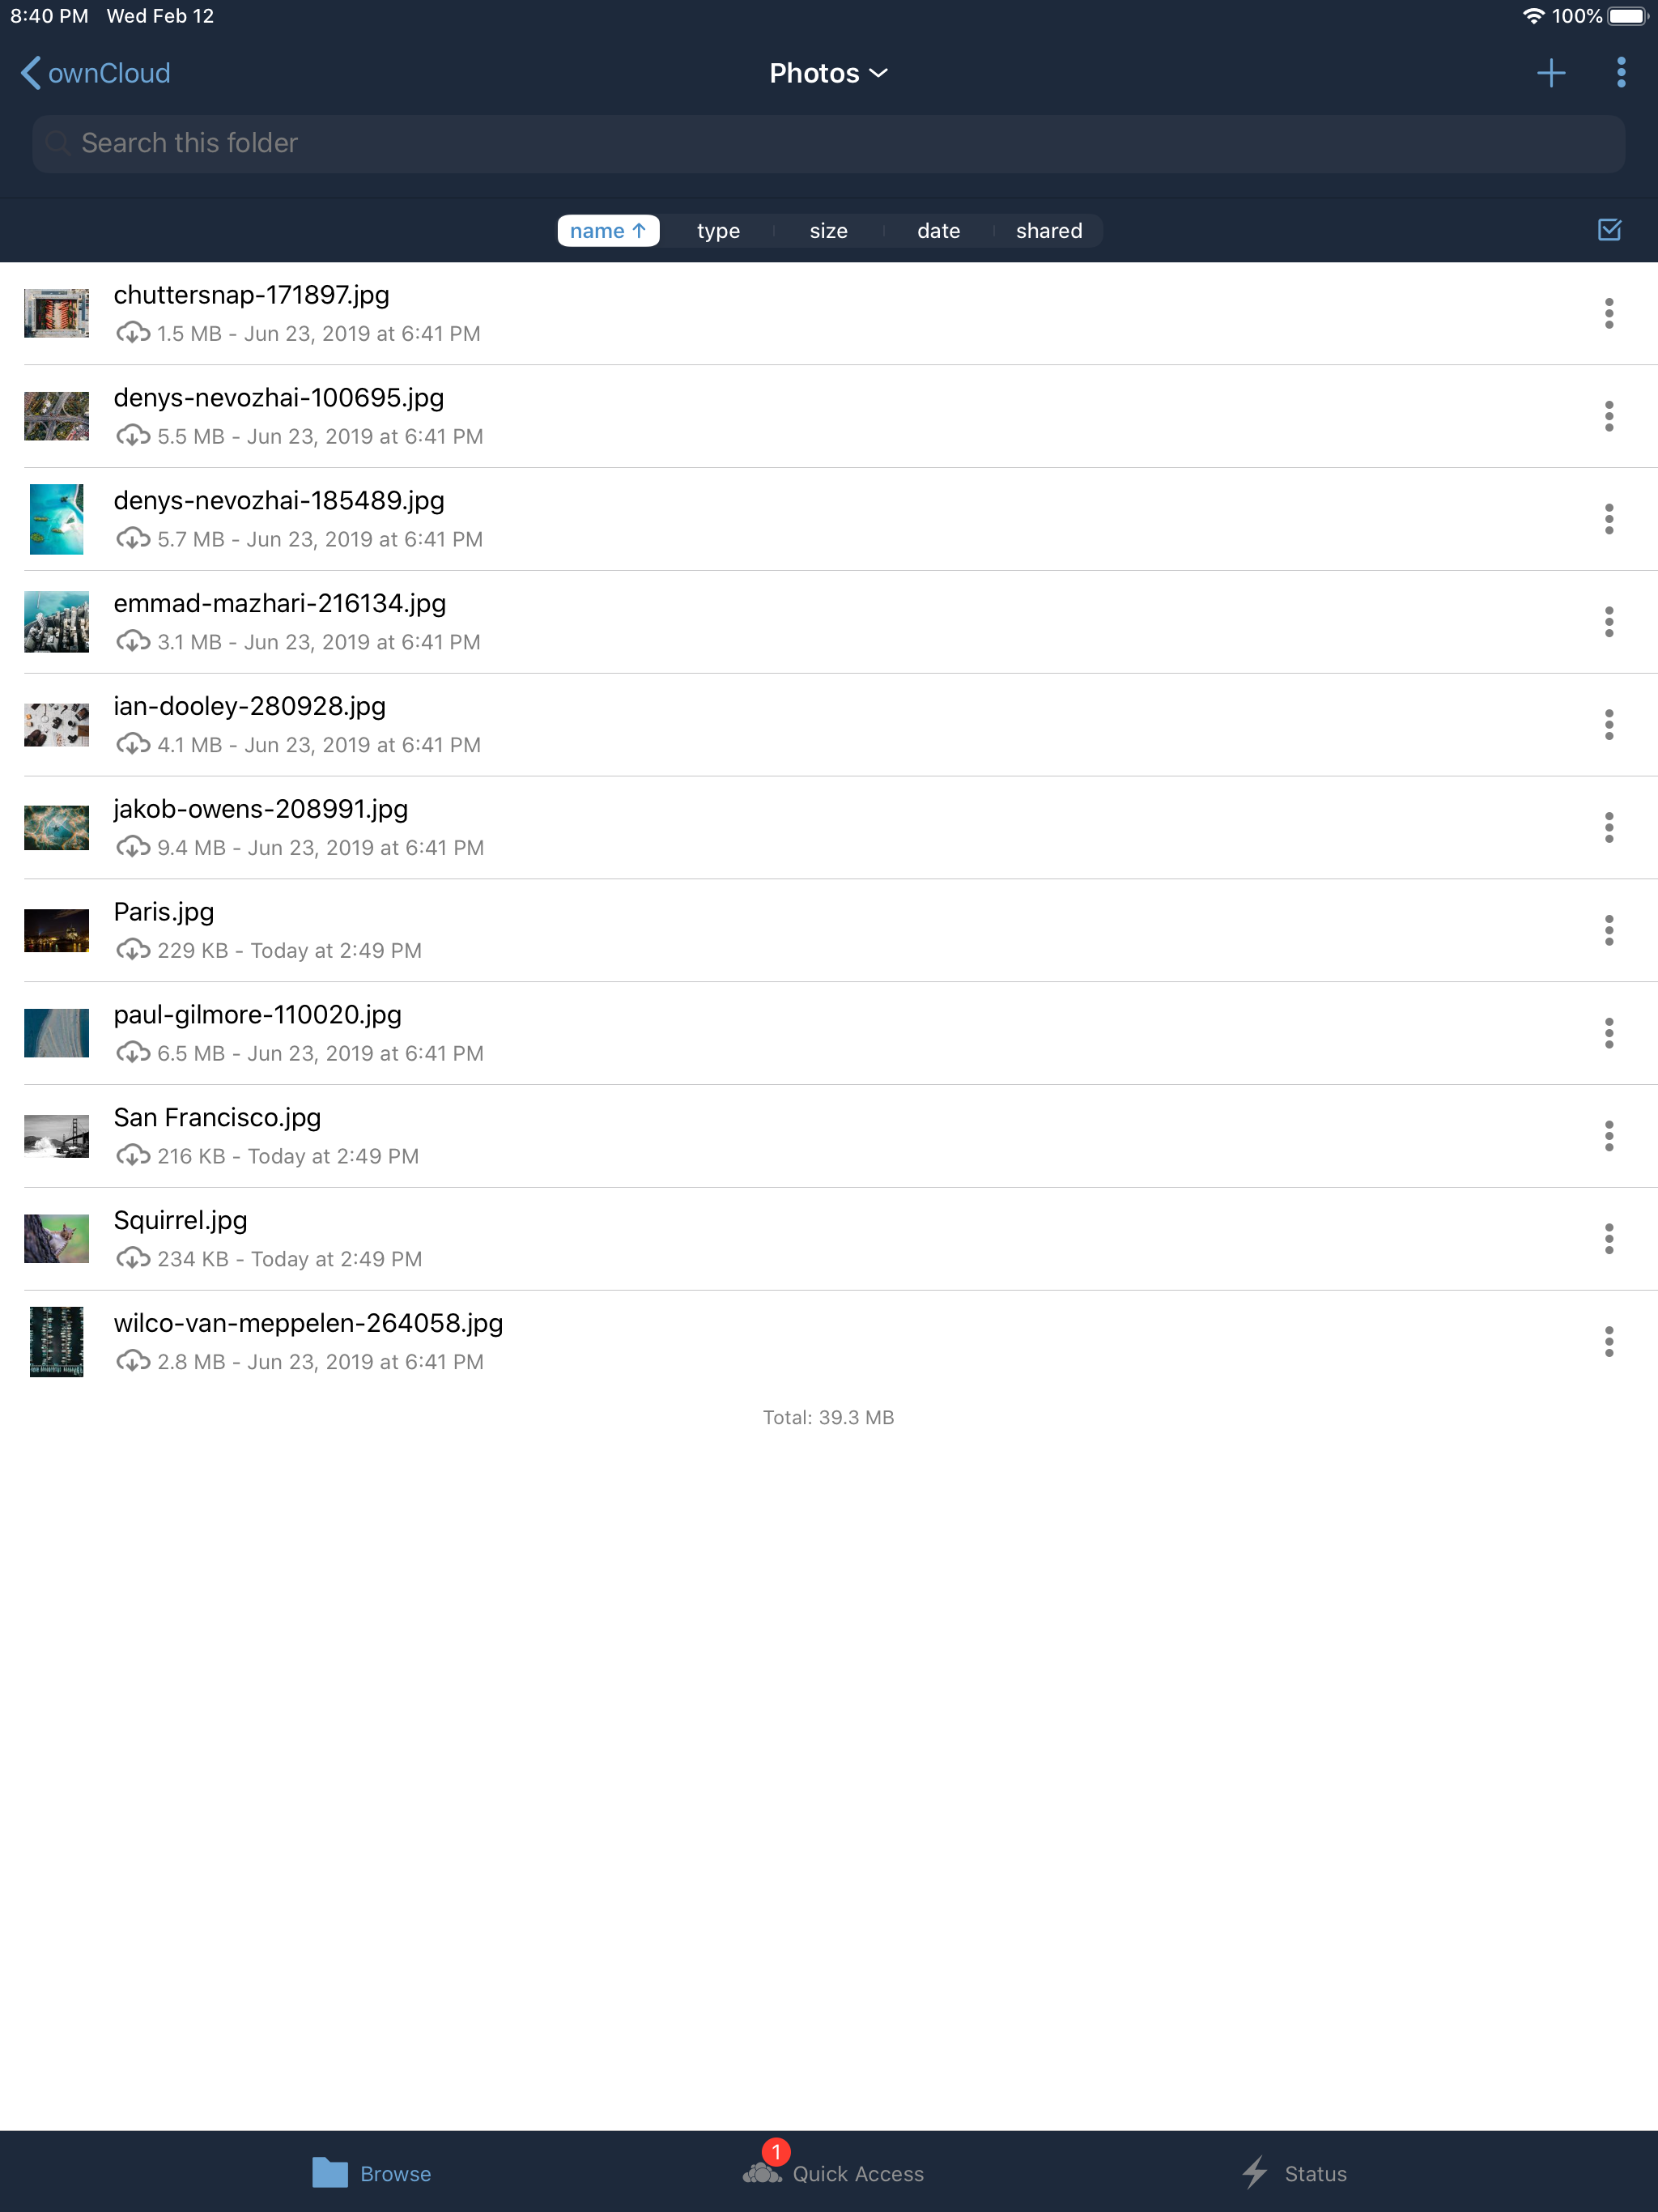 8:40 PM Wed Feb 12 100%
ownCloud Photos
Search this folder
name ↑ type size date shared
chuttersnap-171897.jpg
1.5 MB - Jun 23, 2019 at 6:41 PM
denys-nevozhai-100695.jpg
5.5 MB - Jun 23, 2019 at 6:41 PM
denys-nevozhai-185489.jpg
5.7 MB - Jun 23, 2019 at 6:41 PM
emmad-mazhari-216134.jpg
3.1 MB - Jun 23, 2019 at 6:41 PM
ian-dooley-280928.jpg
4.1 MB - Jun 23, 2019 at 6:41 PM
jakob-owens-208991.jpg
9.4 MB - Jun 23, 2019 at 6:41 PM
Paris.jpg
229 KB - Today at 2:49 PM
paul-gilmore-110020.jpg
6.5 MB - Jun 23, 2019 at 6:41 PM
San Francisco.jpg
216 KB - Today at 2:49 PM
Squirrel.jpg
234 KB - Today at 2:49 PM
wilco-van-meppelen-264058.jpg
2.8 MB - Jun 23, 2019 at 6:41 PM
Total: 39.3 MB
Browse 1 Quick Access Status